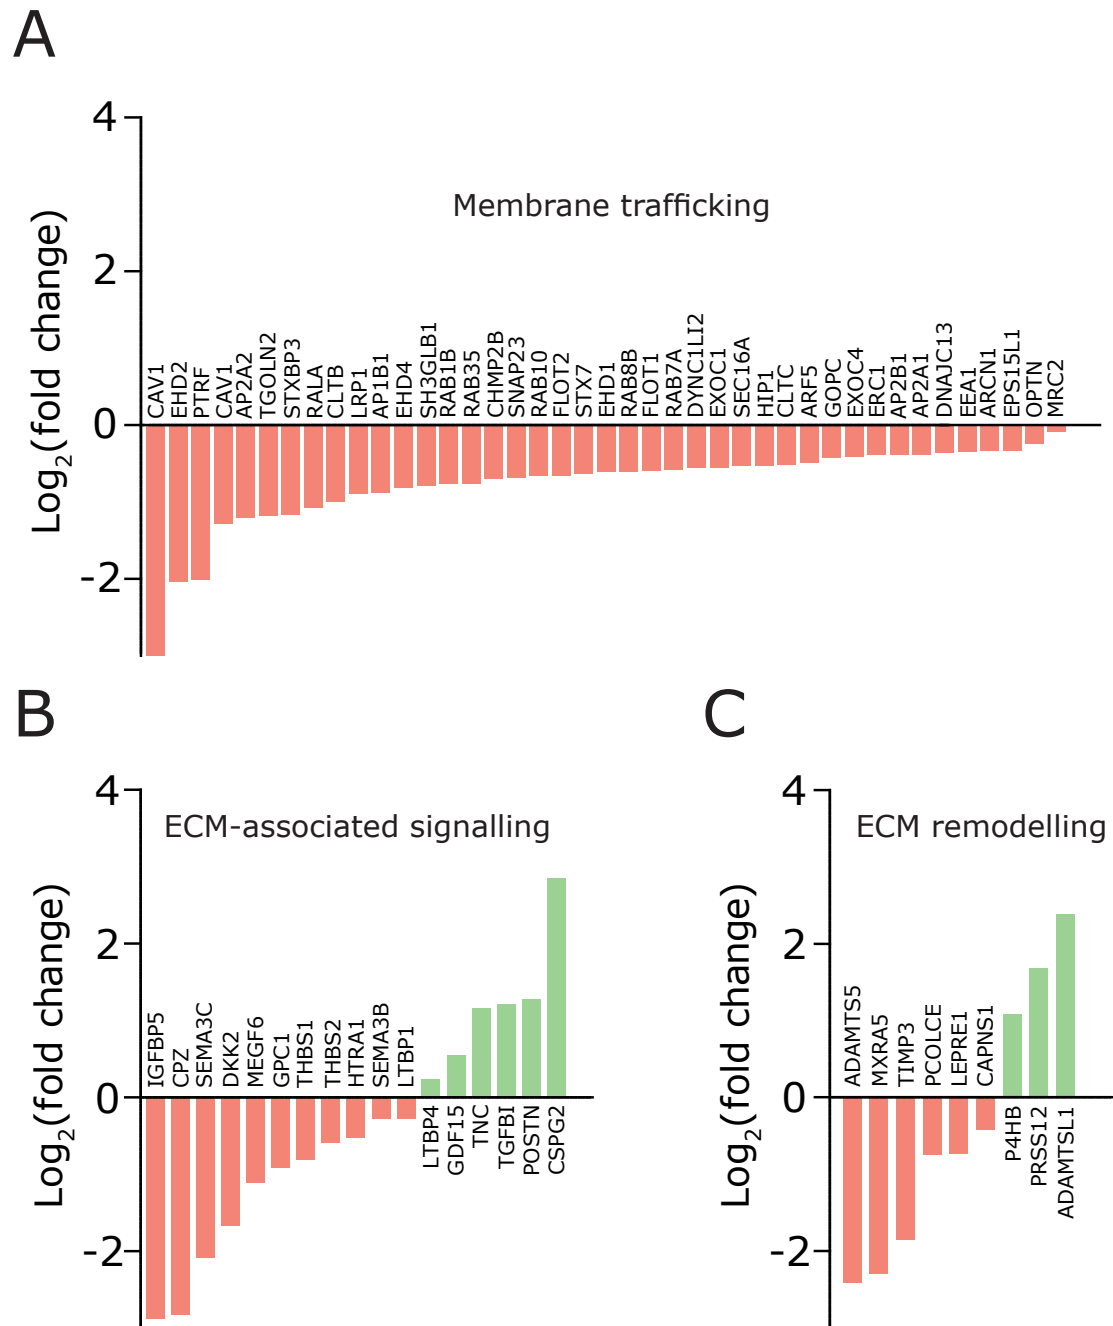 A
Membrane trafficking
Log2(fold change)
4
2
0
-2
CAV1
EHD2
PTRF
CAV1
AP2A2
TGOLN2
STXBP3
RALA
CLTB
LRP1
AP1B1
EHD4
SH3GLB1
RAB1B
RAB35
CHMP2B
SNAP23
RAB10
FLOT2
STX7
EHD1
RAB8B
FLOT1
RAB7A
DYNC1LI2
EXOC1
SEC16A
HIP1
CLTC
ARF5
GOPC
EXOC4
ERC1
AP2B1
AP2A1
DNAJC13
EEA1
ARCN1
EPS15L1
OPTN
MRC2
B
ECM-associated signalling
Log2(fold change)
4
2
0
-2
IGFBP5
CPZ
SEMA3C
DKK2
MEGF6
GPC1
THBS1
THBS2
HTRA1
SEMA3B
LTBP1
LTBP4
GDF15
TNC
TGFBI
POSTN
CSPG2
C
ECM remodelling
Log2(fold change)
4
2
0
-2
ADAMTS5
MXRA5
TIMP3
PCOLCE
LEPRE1
CAPNS1
P4HB
PRSS12
ADAMTSL1